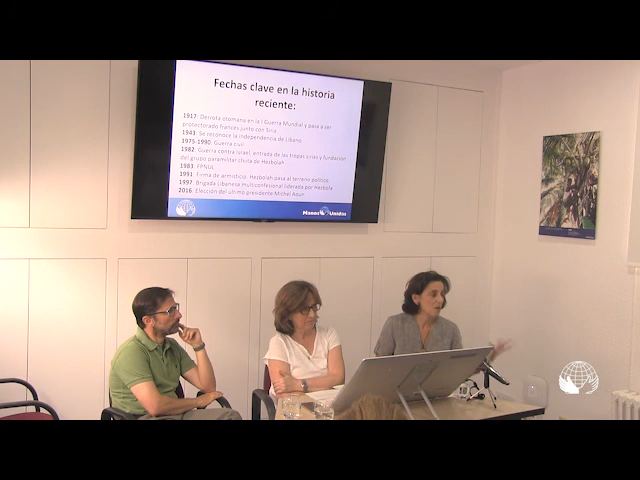 Fechas clave en la historia
reciente:
1917: Derrota otomana en la I Guerra Mundial y pasa a ser
protectorado frances junto con Siria
1943: Se reconoce la independencia de Líbano
1975-1990: Guerra civil
1982: Guerra contra Israel, entrada de las tropas sirias y fundación
del grupo paramilitar chiita de Hezbolah
1983: FPNUL
1991: Firma de armisticio. Hezbolah pasa al terreno político
1997: Brigada Libanesa multiconfesional liderada por Hezbola
2016: Elección del último presidente Michel Aoun
Manos Unidas